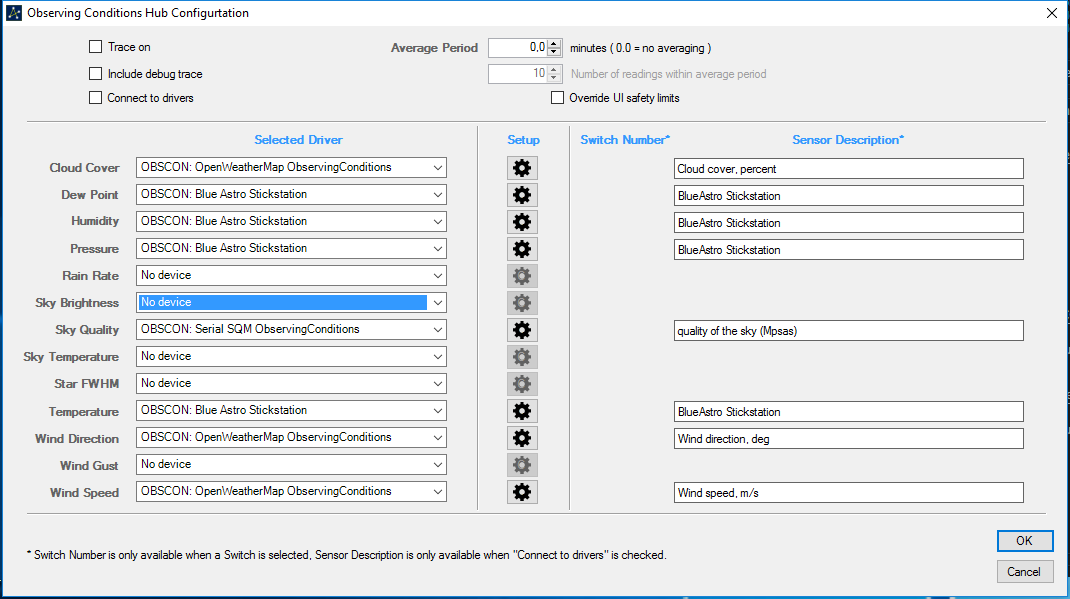 Observing Conditions Hub Configurtation
Trace on
Average Period 0.0 minutes ( 0.0 = no averaging )
Include debug trace
10 Number of readings within average period
Connect to drivers
Override UI safety limits
Selected Driver Setup Switch Number* Sensor Description*
Cloud Cover OBSCON: OpenWeatherMap ObservingConditions Cloud cover, percent
Dew Point OBSCON: Blue Astro Stickstation BlueAstro Stickstation
Humidity OBSCON: Blue Astro Stickstation BlueAstro Stickstation
Pressure OBSCON: Blue Astro Stickstation BlueAstro Stickstation
Rain Rate No device
Sky Brightness No device
Sky Quality OBSCON: Serial SQM ObservingConditions quality of the sky (Mpsas)
Sky Temperature No device
Star FWHM No device
Temperature OBSCON: Blue Astro Stickstation BlueAstro Stickstation
Wind Direction OBSCON: OpenWeatherMap ObservingConditions Wind direction, deg
Wind Gust No device
Wind Speed OBSCON: OpenWeatherMap ObservingConditions Wind speed, m/s
* Switch Number is only available when a Switch is selected, Sensor Description is only available when "Connect to drivers" is checked.
OK
Cancel